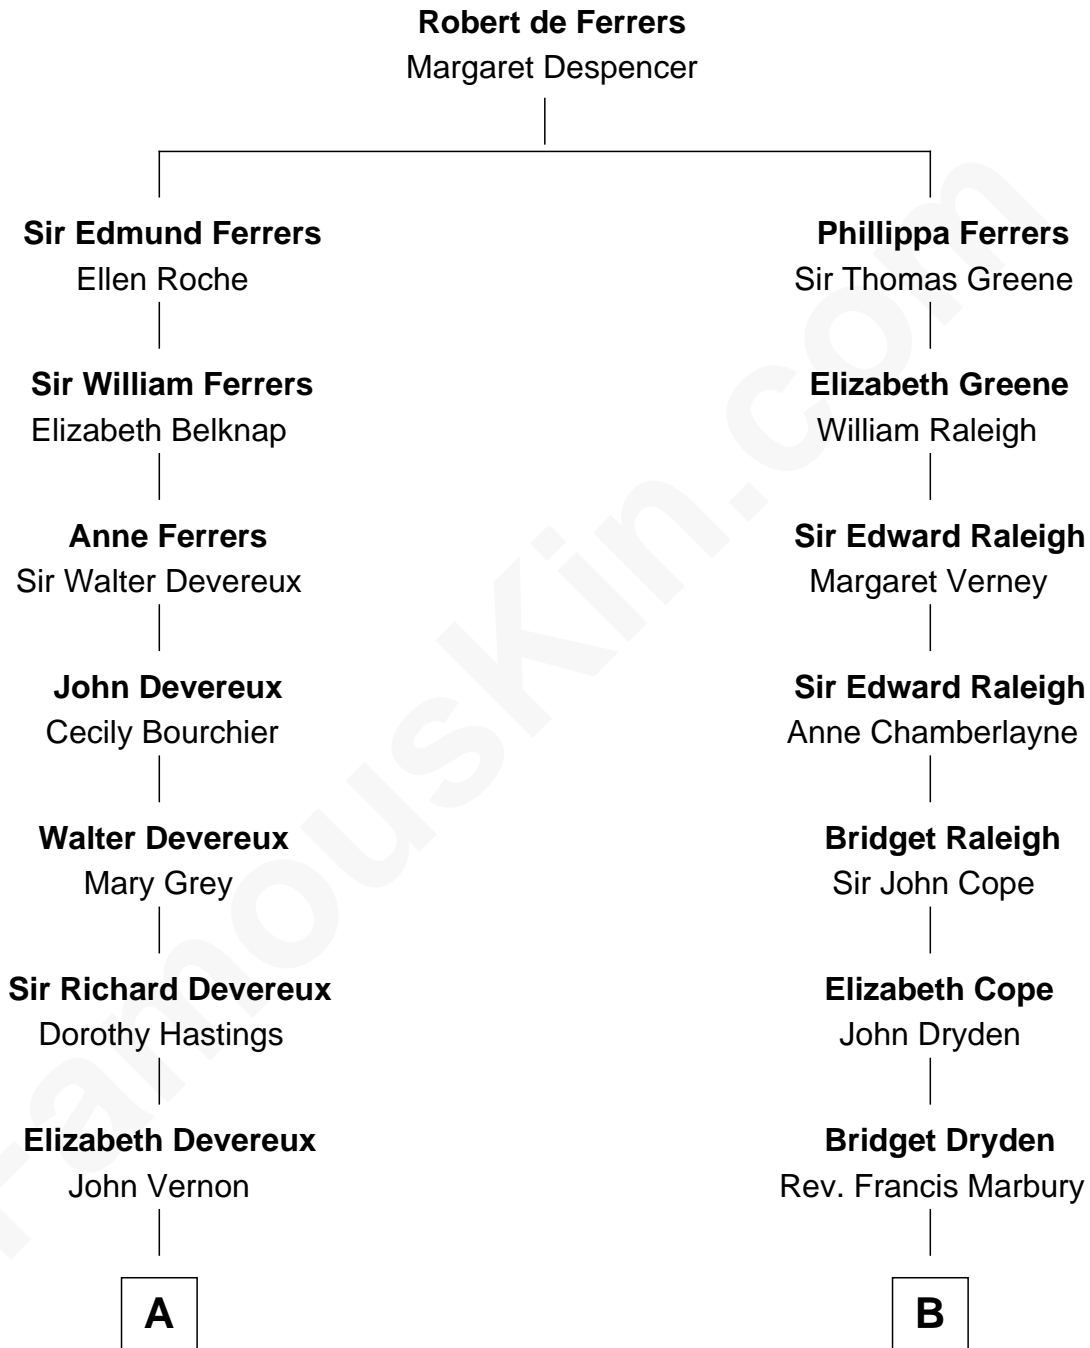 Robert de Ferrers
Margaret Despencer
Sir Edmund Ferrers
Ellen Roche
Sir William Ferrers
Elizabeth Belknap
Anne Ferrers
Sir Walter Devereux
John Devereux
Cecily Bourchier
Walter Devereux
Mary Grey
Sir Richard Devereux
Dorothy Hastings
Elizabeth Devereux
John Vernon
A
Phillippa Ferrers
Sir Thomas Greene
Elizabeth Greene
William Raleigh
Sir Edward Raleigh
Margaret Verney
Sir Edward Raleigh
Anne Chamberlayne
Bridget Raleigh
Sir John Cope
Elizabeth Cope
John Dryden
Bridget Dryden
Rev. Francis Marbury
B
FamousKin.com